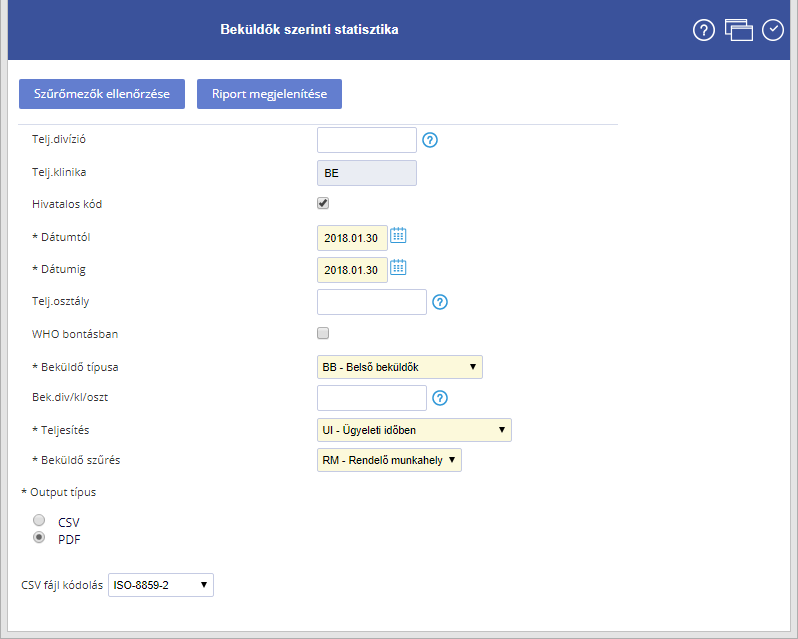 Beküldők szerinti statisztika
Szűrőmezők ellenőrzése Riport megjelenítése
Telj.divízió
Telj.klinika BE
Hivatalos kód
* Dátumtól 2018.01.30
* Dátumig 2018.01.30
Telj.osztály
WHO bontásban
* Beküldő típusa BB - Belső beküldők
Bek.div/kl/oszt
* Teljesítés UI - Ügyeleti időben
* Beküldő szűrés RM - Rendelő munkahely
* Output típus
CSV
PDF
CSV fájl kódolás ISO-8859-2